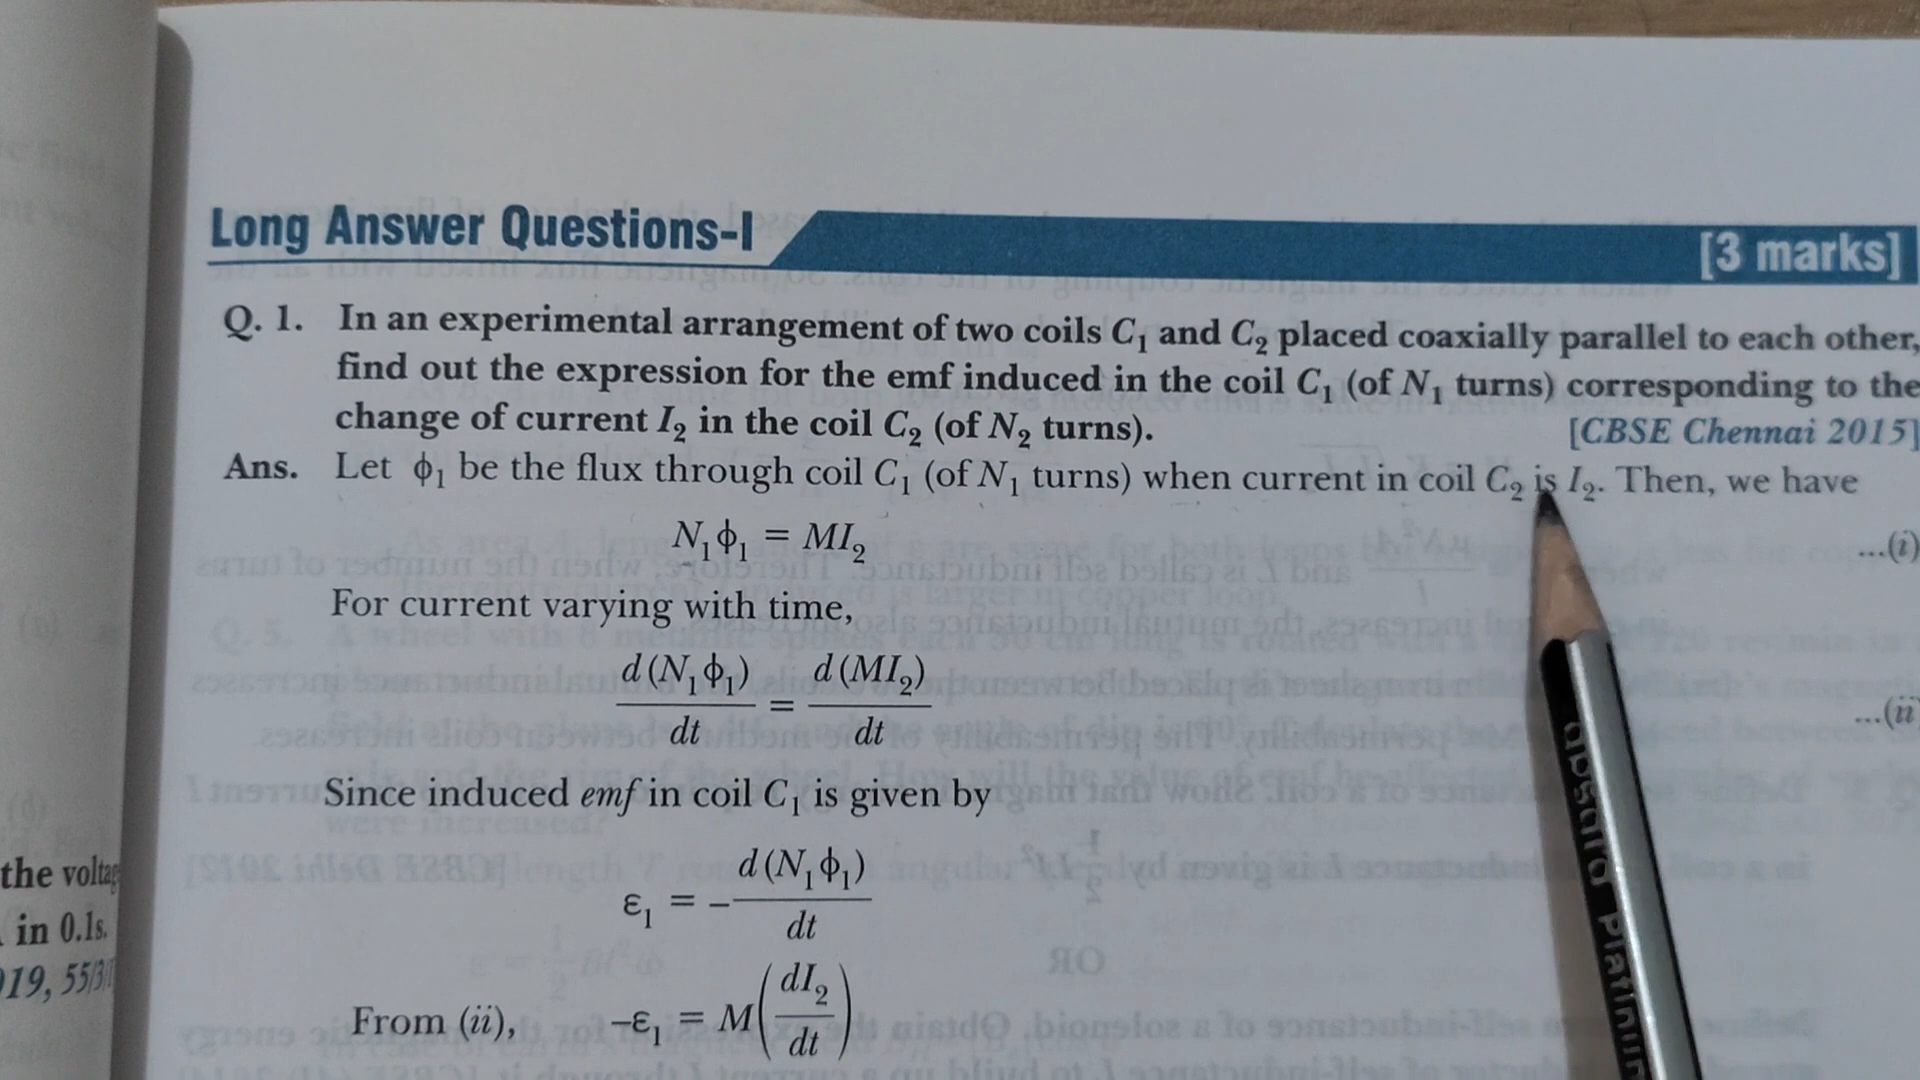 Long Answer Questions-I
[3 marks]
Q. 1. In an experimental arrangement of two coils C₁ and C₂ placed coaxially parallel to each other,
find out the expression for the emf induced in the coil C₁ (of N₁ turns) corresponding to the
change of current I₂ in the coil C₂ (of N₂ turns). [CBSE Chennai 2015]
Ans. Let ϕ₁ be the flux through coil C₁ (of N₁ turns) when current in coil C₂ is I₂. Then, we have
N₁ϕ₁ = MI₂ ...(i)
For current varying with time,
d(N₁ϕ₁)/dt = d(MI₂)/dt ...(ii
Since induced emf in coil C₁ is given by
ε₁ = -d(N₁ϕ₁)/dt
From (ii), -ε₁ = M(dI₂/dt)
the voltag
in 0.1s.
019, 55/3/1
absara platinum